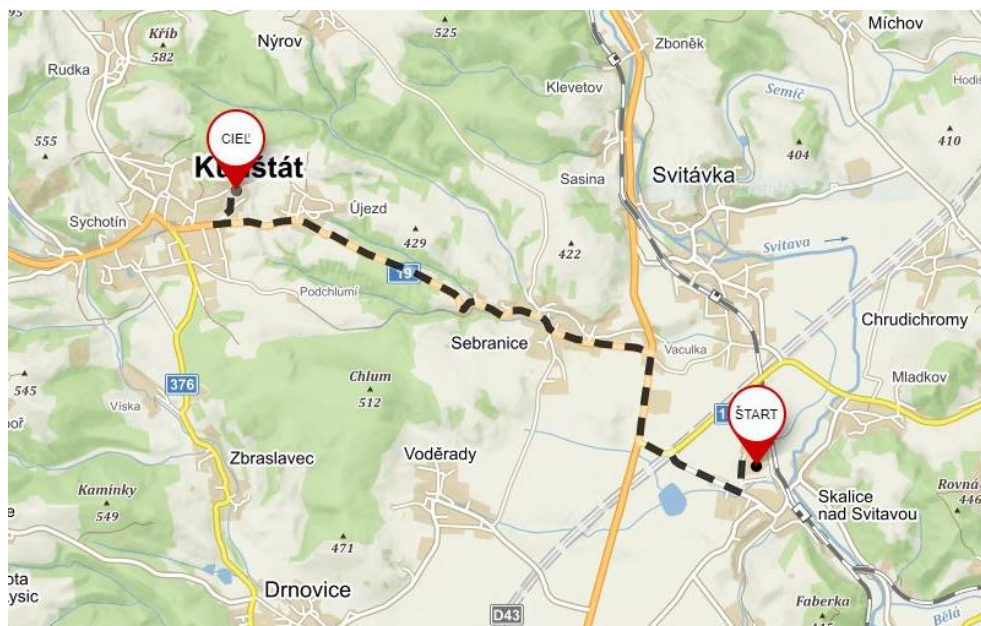 Kříb
582
Nýrov
525
Zboněk
Míchov
Rudka
Klevetov
Semíč
555
CIEĽ
404
410
Sasina
Svitávka
Sychotín
Újezd
429
422
Svitava
19
Podchlumí
Sebranice
Vaculka
Chrudichromy
Mladkov
545
376
Chlum
512
1
ŠTART
Víska
Zbraslavec
Voděrady
Kamínky
549
Skalice
nad Svitavou
Rovná
446
471
Drnovice
D43
Faberka
Bělá